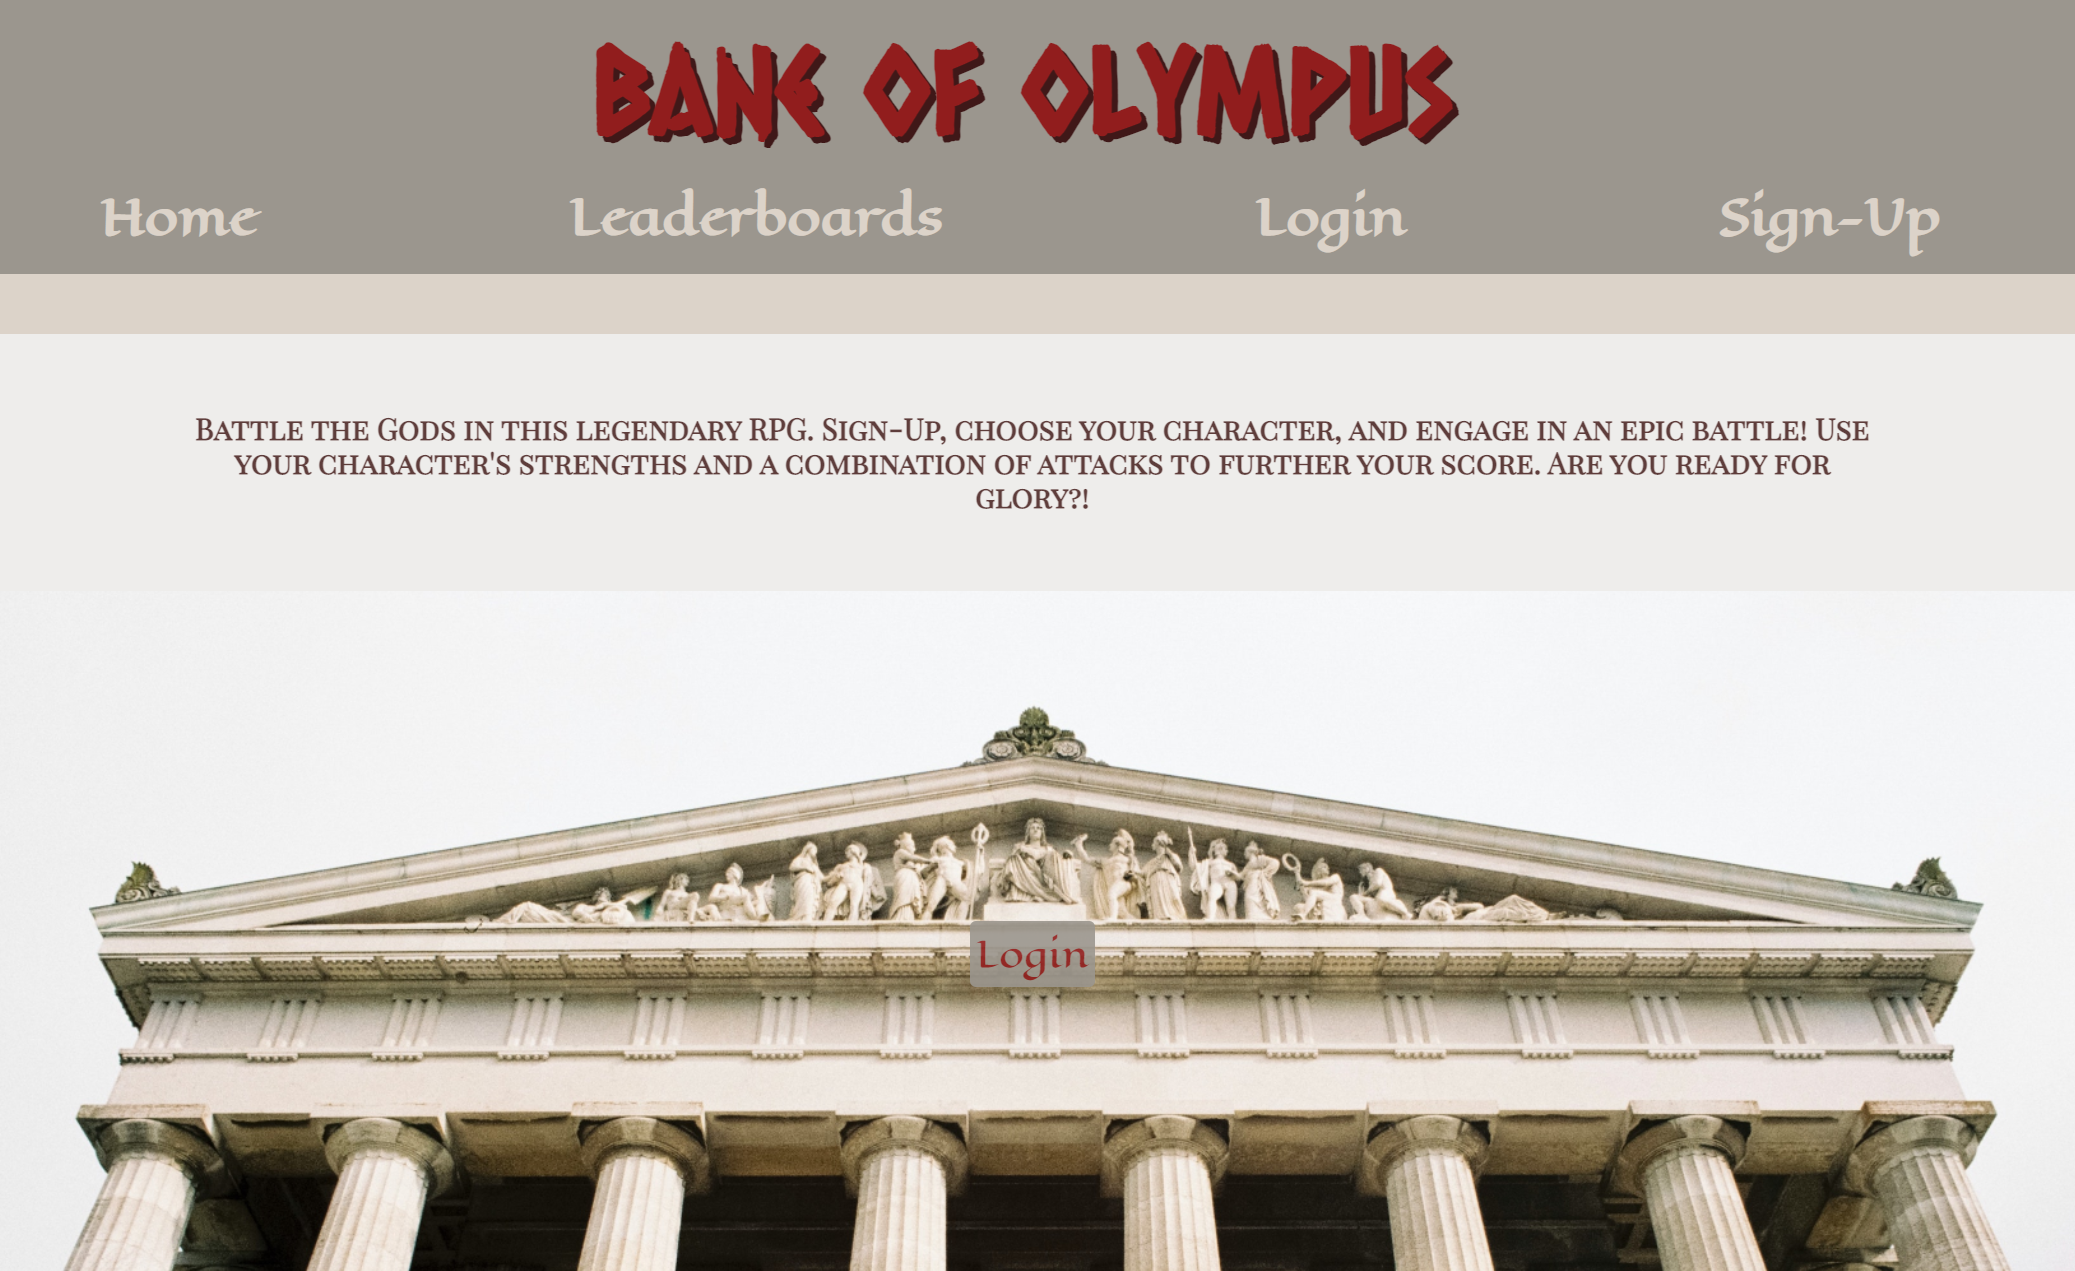 BANE OF OLYMPUS
Home Leaderboards Login Sign-Up
Battle the Gods in this legendary RPG. Sign-Up, choose your character, and engage in an epic battle! Use
your character's strengths and a combination of attacks to further your score. Are you ready for
glory?!
Login